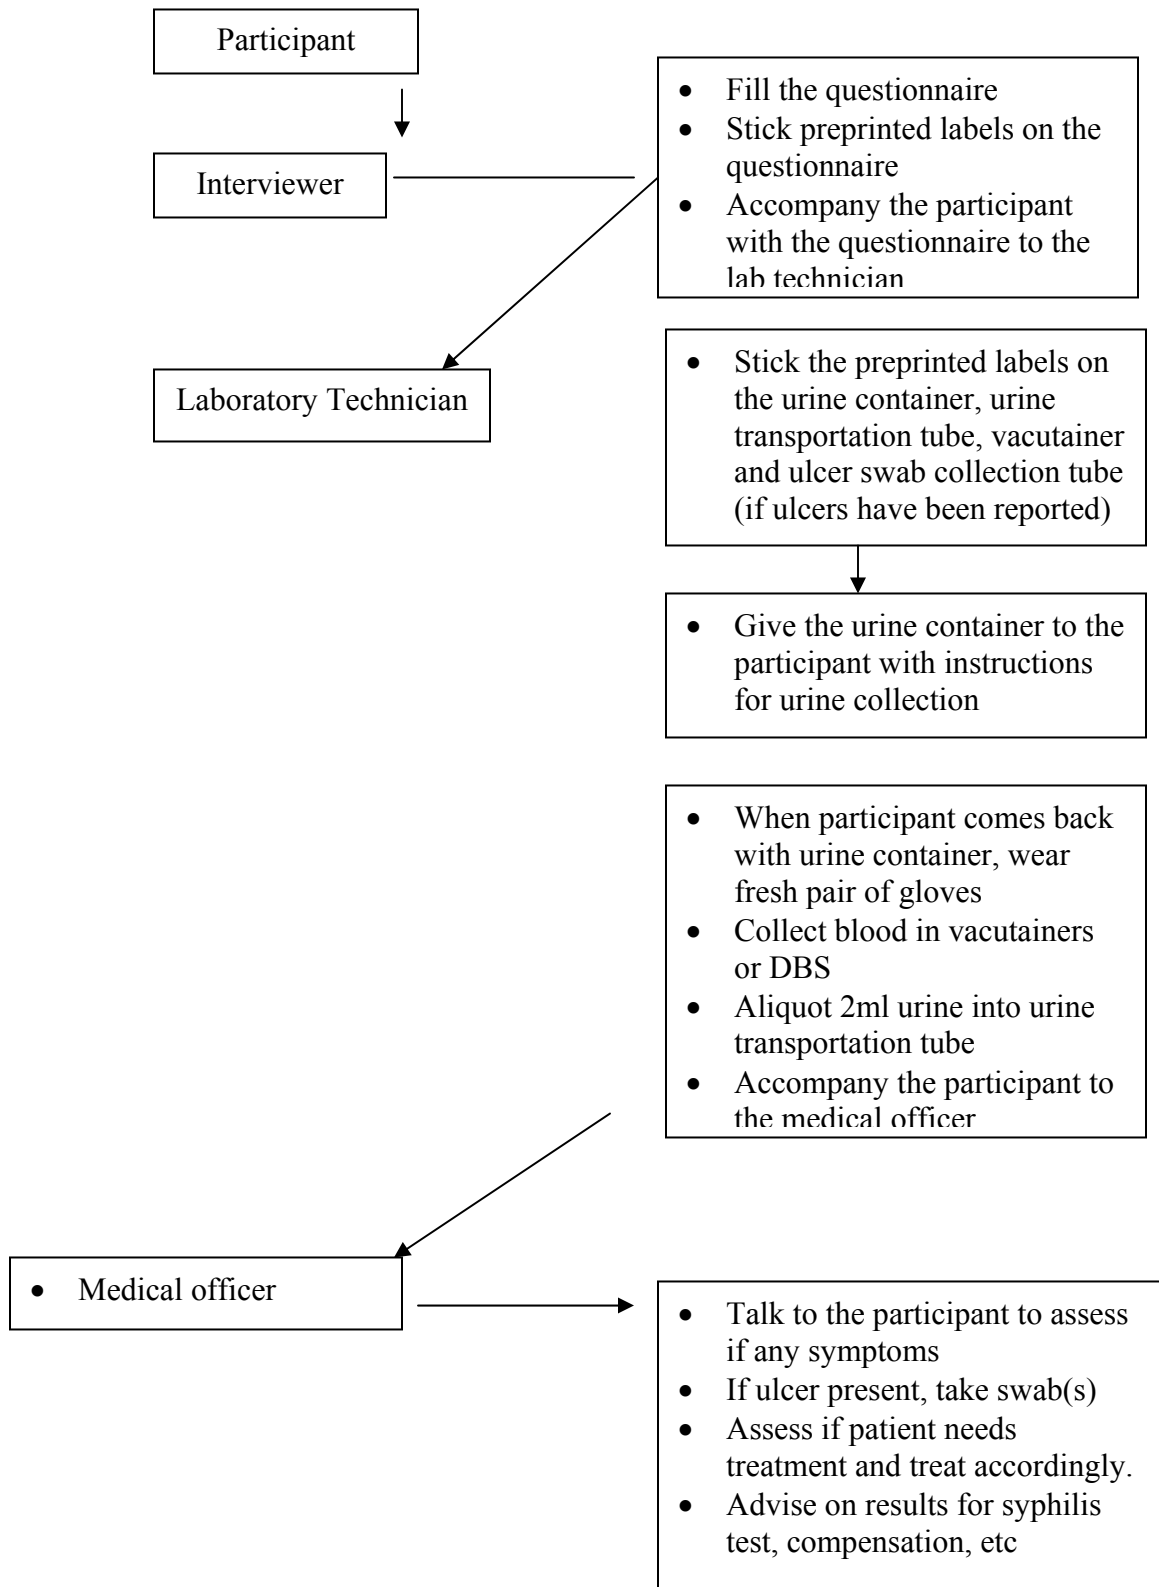 Participant
• Fill the questionnaire
• Stick preprinted labels on the
questionnaire
• Accompany the participant
with the questionnaire to the
lab technician
Interviewer
Laboratory Technician
• Stick the preprinted labels on
the urine container, urine
transportation tube, vacutainer
and ulcer swab collection tube
(if ulcers have been reported)
• Give the urine container to the
participant with instructions
for urine collection
• When participant comes back
with urine container, wear
fresh pair of gloves
• Collect blood in vacutainers
or DBS
• Aliquot 2ml urine into urine
transportation tube
• Accompany the participant to
the medical officer
• Medical officer
• Talk to the participant to assess
if any symptoms
• If ulcer present, take swab(s)
• Assess if patient needs
treatment and treat accordingly.
• Advise on results for syphilis
test, compensation, etc